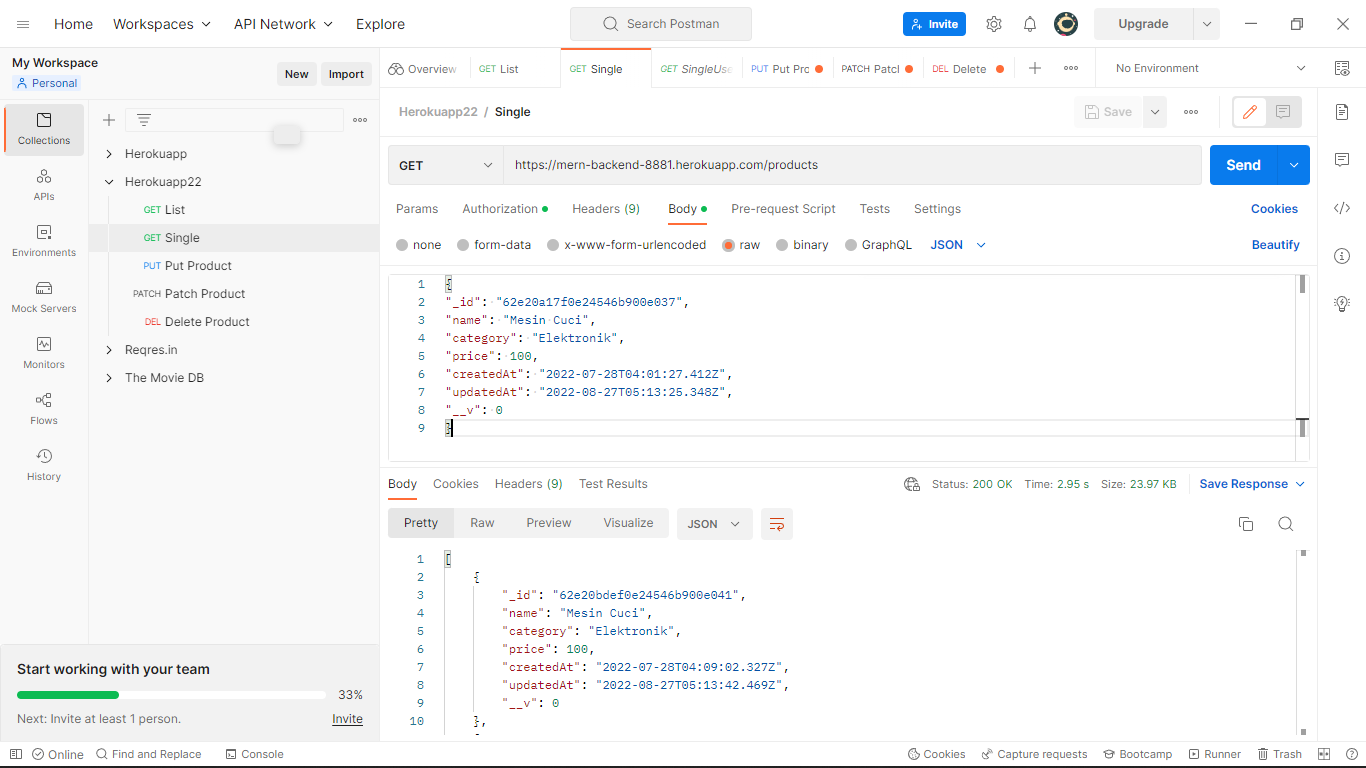 Home Workspaces API Network Explore Search Postman Invite Upgrade
My Workspace
Personal
New Import
Overview GET List GET Single GET SingleUse PUT Put Prc PATCH Patcl DEL Delete No Environment
Collections
APIs
Environments
Mock Servers
Monitors
Flows
History
Herokuapp
Herokuapp22
GET List
GET Single
PUT Put Product
PATCH Patch Product
DEL Delete Product
Reqres.in
The Movie DB
Start working with your team
33%
Next: Invite at least 1 person. Invite
Herokuapp22 / Single Save
GET https://mern-backend-8881.herokuapp.com/products Send
Params Authorization Headers (9) Body Pre-request Script Tests Settings Cookies
none form-data x-www-form-urlencoded raw binary GraphQL JSON Beautify
1 {
2 "_id": "62e20a17f0e24546b900e037",
3 "name": "Mesin Cuci",
4 "category": "Elektronik",
5 "price": 100,
6 "createdAt": "2022-07-28T04:01:27.412Z",
7 "updatedAt": "2022-08-27T05:13:25.348Z",
8 "__v": 0
9 }
Body Cookies Headers (9) Test Results Status: 200 OK Time: 2.95 s Size: 23.97 KB Save Response
Pretty Raw Preview Visualize JSON
1 [
2 {
3 "_id": "62e20bdef0e24546b900e041",
4 "name": "Mesin Cuci",
5 "category": "Elektronik",
6 "price": 100,
7 "createdAt": "2022-07-28T04:09:02.327Z",
8 "updatedAt": "2022-08-27T05:13:42.469Z",
9 "__v": 0
10 },
Online Find and Replace Console Cookies Capture requests Bootcamp Runner Trash